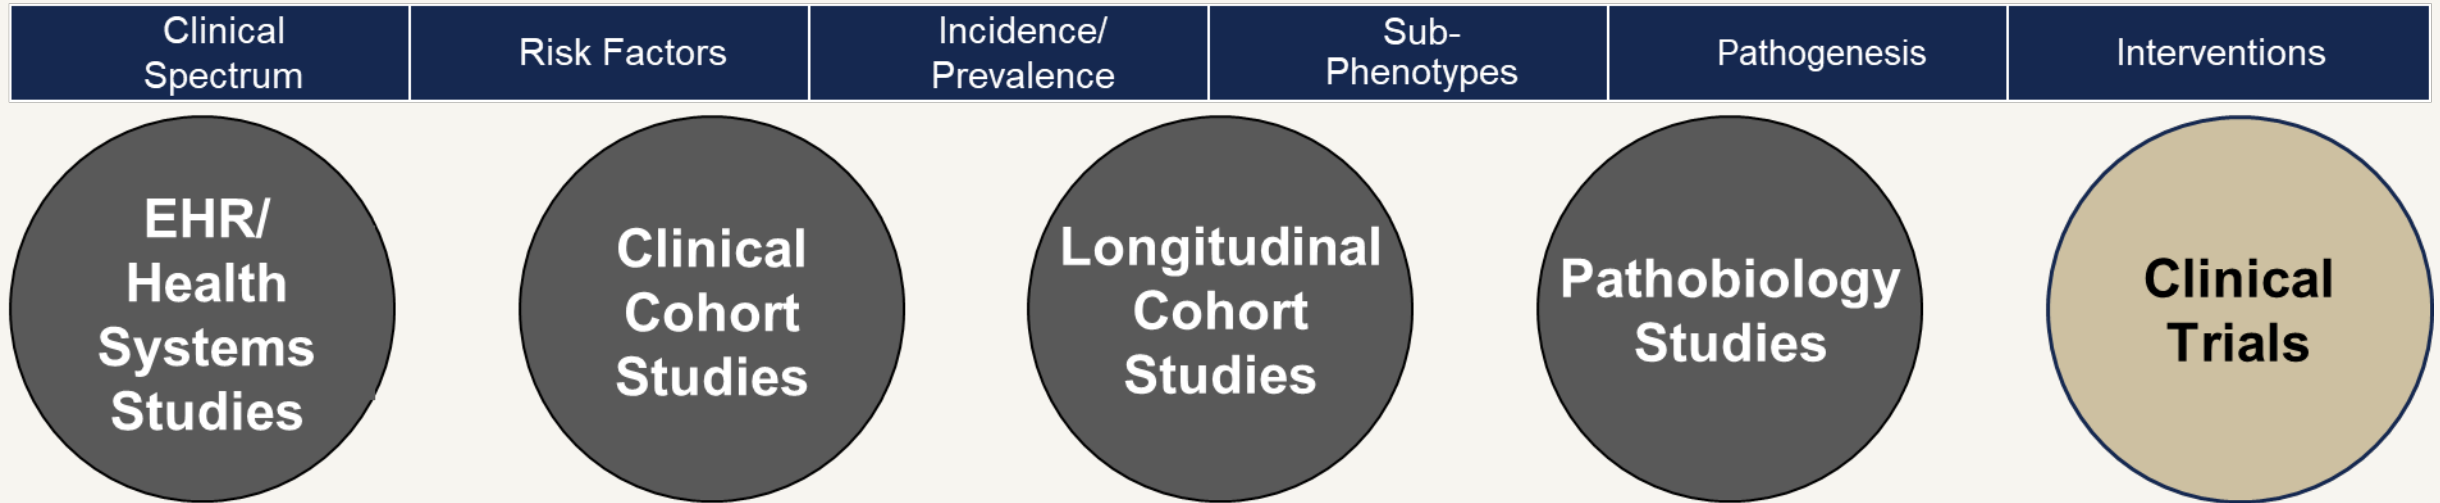 Clinical
Spectrum
Risk Factors
Incidence/
Prevalence
Sub-
Phenotypes
Pathogenesis
Interventions
EHR/
Health
Systems
Studies
Clinical
Cohort
Studies
Longitudinal
Cohort
Studies
Pathobiology
Studies
Clinical
Trials